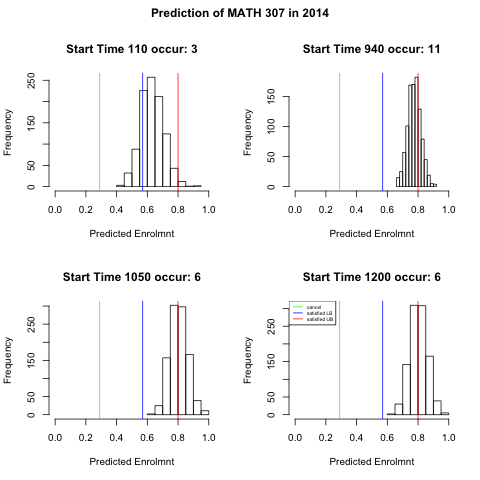 Prediction of MATH 307 in 2014
Start Time 110 occur: 3
Frequency
0 50 150 250
0.0 0.2 0.4 0.6 0.8 1.0
Predicted Enrolmnt
Start Time 940 occur: 11
Frequency
0 50 150
0.0 0.2 0.4 0.6 0.8 1.0
Predicted Enrolmnt
Start Time 1050 occur: 6
Frequency
0 50 150 300
0.0 0.2 0.4 0.6 0.8 1.0
Predicted Enrolmnt
Start Time 1200 occur: 6
cancel
satisfied LB
satisfied UB
Frequency
0 50 150 300
0.0 0.2 0.4 0.6 0.8 1.0
Predicted Enrolmnt